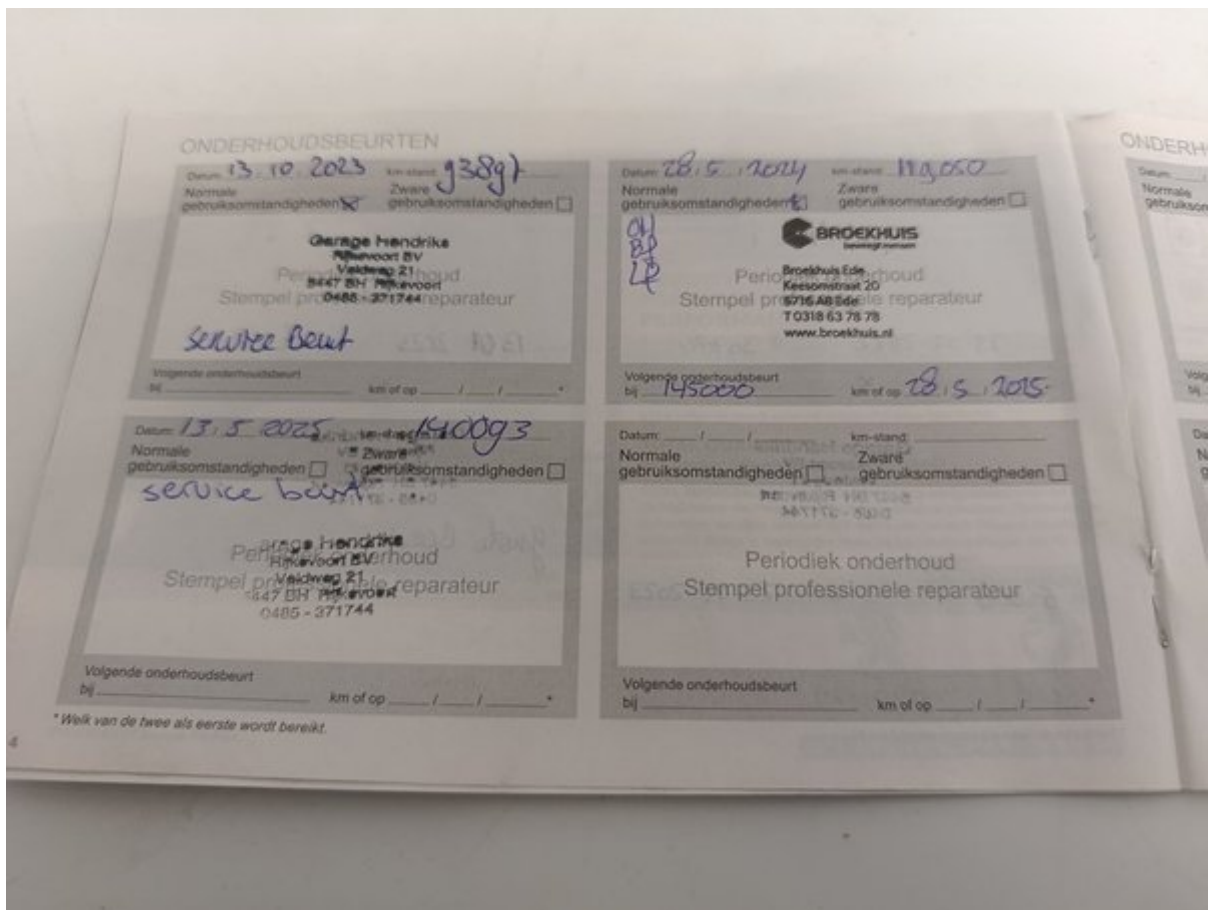 ONDERHOUDSBEURTEN
Datum: 13.10.2023 km-stand: 93897
Normale gebruiksomstandigheden Zware gebruiksomstandigheden
Garage Hendriks
Rijkevoort BV
Veldweg 21
5447 BH Rijkevoort
0485 - 371744
Periodiek onderhoud
Stempel professionele reparateur
service Beurt
Volgende onderhoudsbeurt
bij km of op / / *
Datum: 28.5.2024 km-stand:
Normale gebruiksomstandigheden Zware gebruiksomstandigheden
BROEKHUIS
beweegt mensen
Broekhuis Ede
Keesomstraat 20
6716 AB Ede
T 0318 63 78 78
www.broekhuis.nl
Periodiek onderhoud
Stempel professionele reparateur
Volgende onderhoudsbeurt
bij 145000 km of op 28.5.2025.
Datum: 13.5.2025 km-stand: 140093
Normale gebruiksomstandigheden Zware gebruiksomstandigheden
service beurt
Garage Hendriks
Rijkevoort BV
Veldweg 21
5447 BH Rijkevoort
0485 - 371744
Periodiek onderhoud
Stempel professionele reparateur
Volgende onderhoudsbeurt
bij km of op / / *
Datum: / / km-stand:
Normale gebruiksomstandigheden Zware gebruiksomstandigheden
Periodiek onderhoud
Stempel professionele reparateur
Volgende onderhoudsbeurt
bij km of op / / *
* Welk van de twee als eerste wordt bereikt.
4
ONDERH